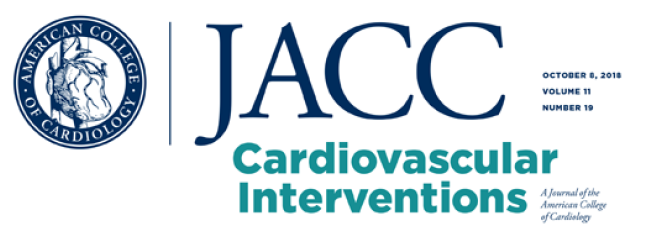 AMERICAN COLLEGE
OF CARDIOLOGY
JACC
OCTOBER 8, 2018
VOLUME 11
NUMBER 19
Cardiovascular
Interventions
A Journal of the
American College
of Cardiology